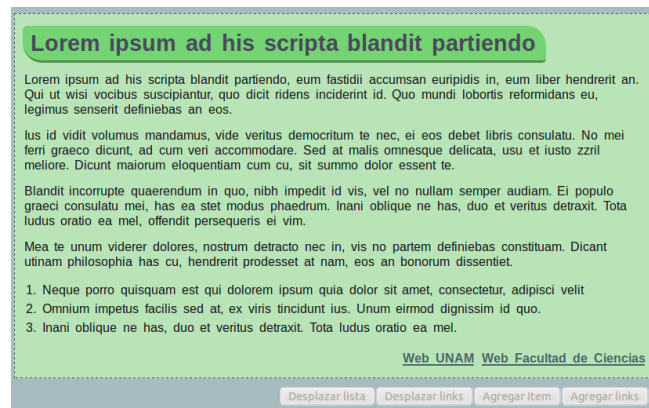 Lorem ipsum ad his scripta blandit partiendo
Lorem ipsum ad his scripta blandit partiendo, eum fastidii accumsan euripidis in, eum liber hendrerit an.
Qui ut wisi vocibus suscipiantur, quo dicit ridens inciderint id. Quo mundi lobortis reformidans eu,
legimus senserit definiebas an eos.
Ius id vidit volumus mandamus, vide veritus democritum te nec, ei eos debet libris consulatu. No mei
ferri graeco dicunt, ad cum veri accommodare. Sed at malis omnesque delicata, usu et iusto zzril
meliore. Dicunt maiorum eloquentiam cum cu, sit summo dolor essent te.
Blandit incorrupte quaerendum in quo, nibh impedit id vis, vel no nullam semper audiam. Ei populo
graeci consulatu mei, has ea stet modus phaedrum. Inani oblique ne has, duo et veritus detraxit. Tota
ludus oratio ea mel, offendit persequeris ei vim.
Mea te unum viderer dolores, nostrum detracto nec in, vis no partem definiebas constituam. Dicant
utinam philosophia has cu, hendrerit prodesset at nam, eos an bonorum dissentiet.
1. Neque porro quisquam est qui dolorem ipsum quia dolor sit amet, consectetur, adipisci velit
2. Omnium impetus facilis sed at, ex viris tincidunt ius. Unum eirmod dignissim id quo.
3. Inani oblique ne has, duo et veritus detraxit. Tota ludus oratio ea mel.
Web UNAM Web Facultad de Ciencias
Desplazar lista Desplazar links Agregar Item Agregar links